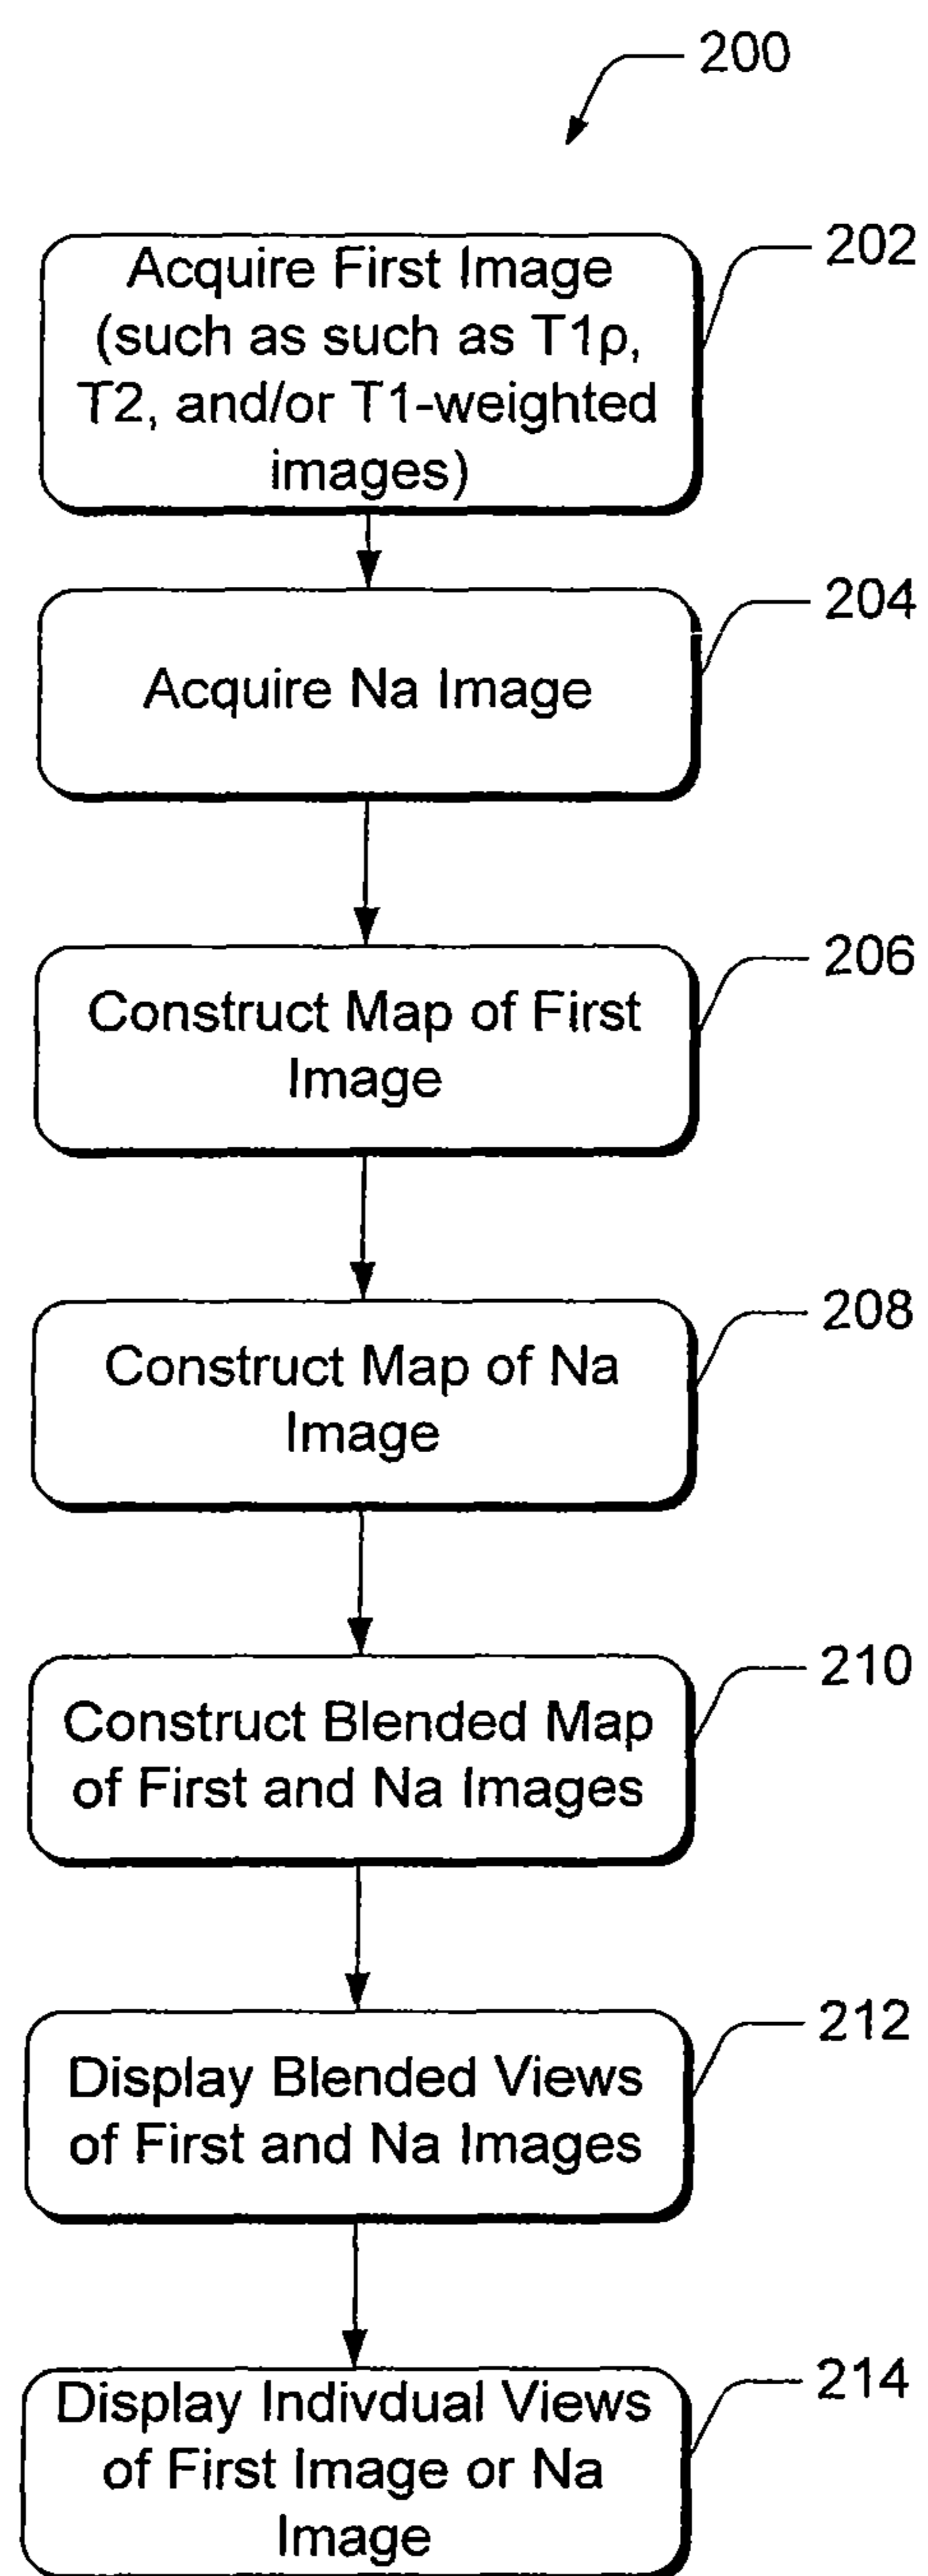 200
202
Acquire First Image
(such as such as T1ρ,
T2, and/or T1-weighted
images)
204
Acquire Na Image
206
Construct Map of First
Image
208
Construct Map of Na
Image
210
Construct Blended Map
of First and Na Images
212
Display Blended Views
of First and Na Images
214
Display Indivdual Views
of First Image or Na
Image